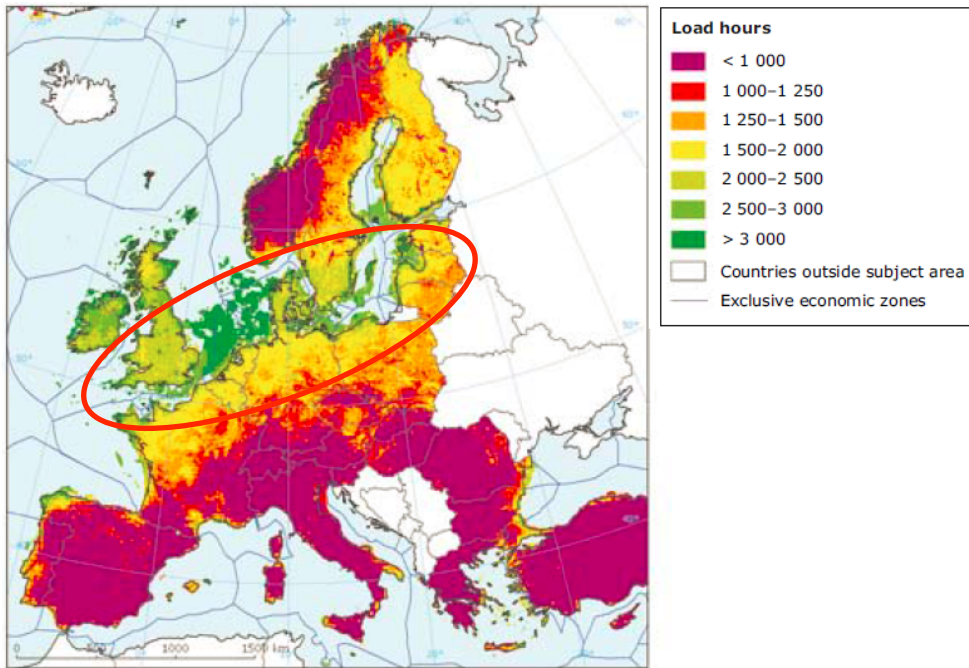 Load hours
< 1 000
1 000–1 250
1 250–1 500
1 500–2 000
2 000–2 500
2 500–3 000
> 3 000
Countries outside subject area
Exclusive economic zones
0 500 1000 1500 km